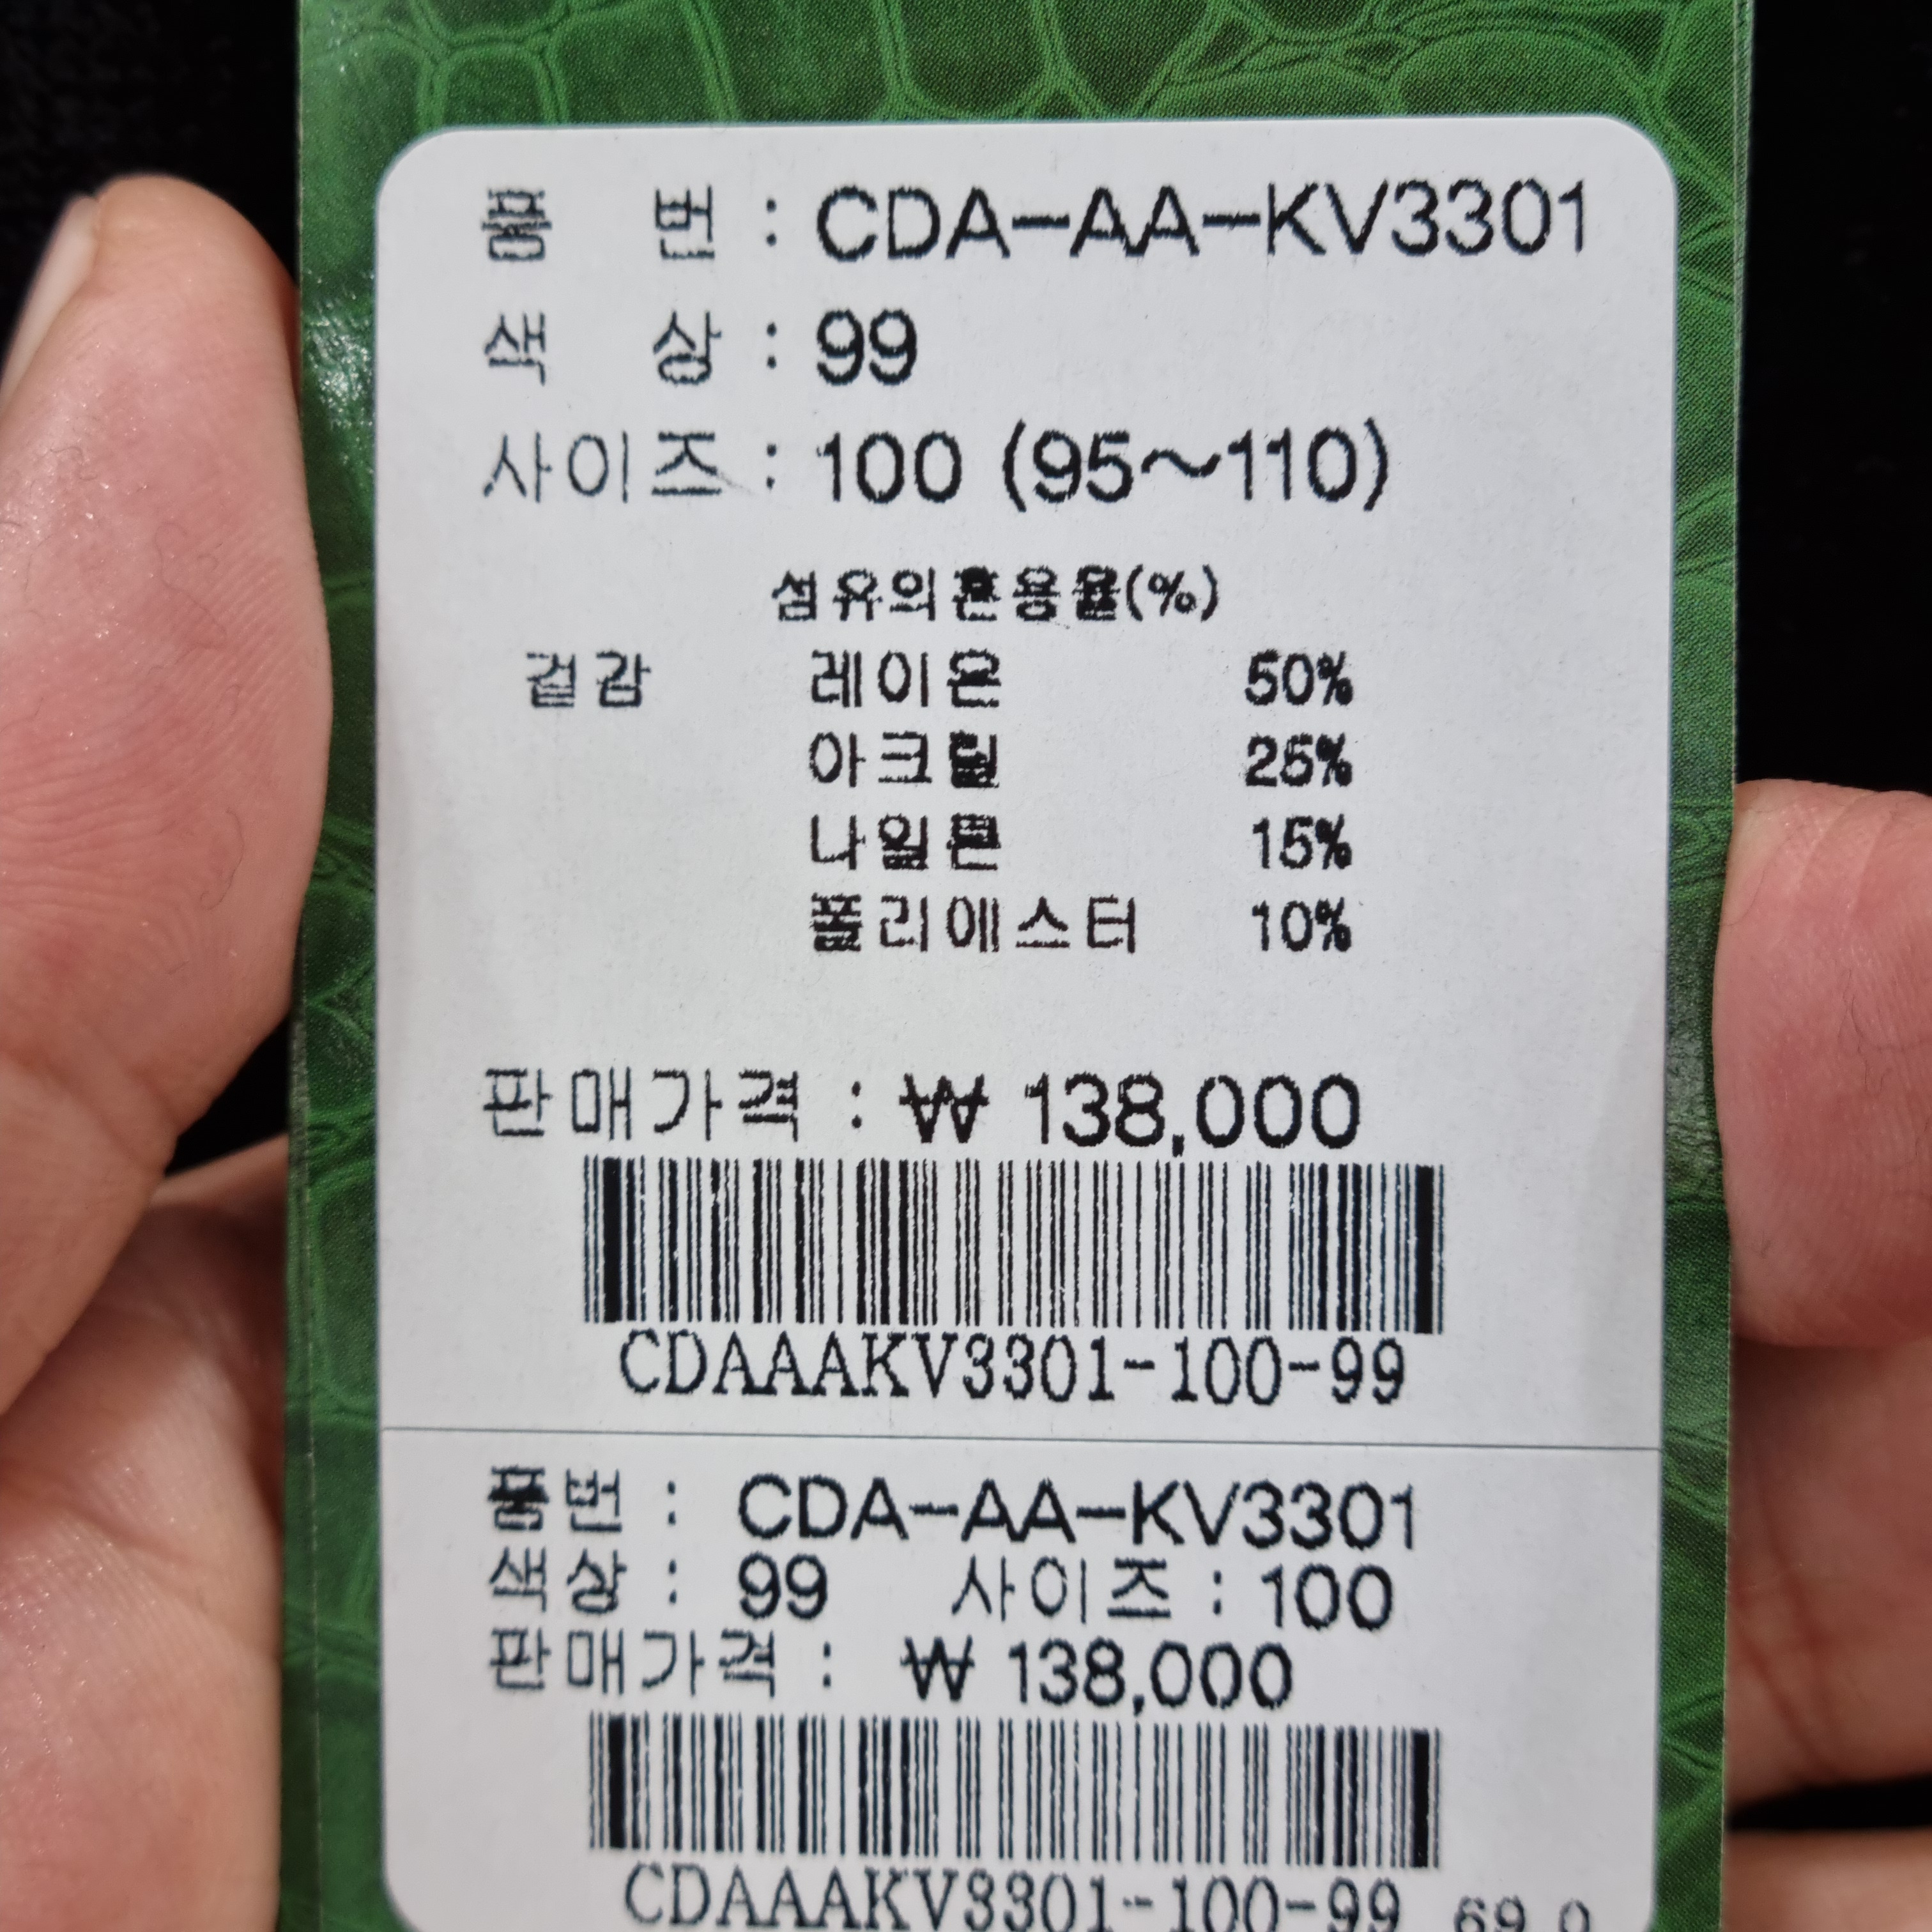 품 번 : CDA-AA-KV3301
색 상 : 99
사이즈 : 100 (95~110)
섬유의혼용율(%)
겉감 레이온 50%
아크릴 25%
나일론 15%
폴리에스터 10%
판매가격 : ₩ 138,000
CDAAAKV3301-100-99
품번 : CDA-AA-KV3301
색상 : 99 사이즈 : 100
판매가격 : ₩ 138,000
CDAAAKV3301-100-99